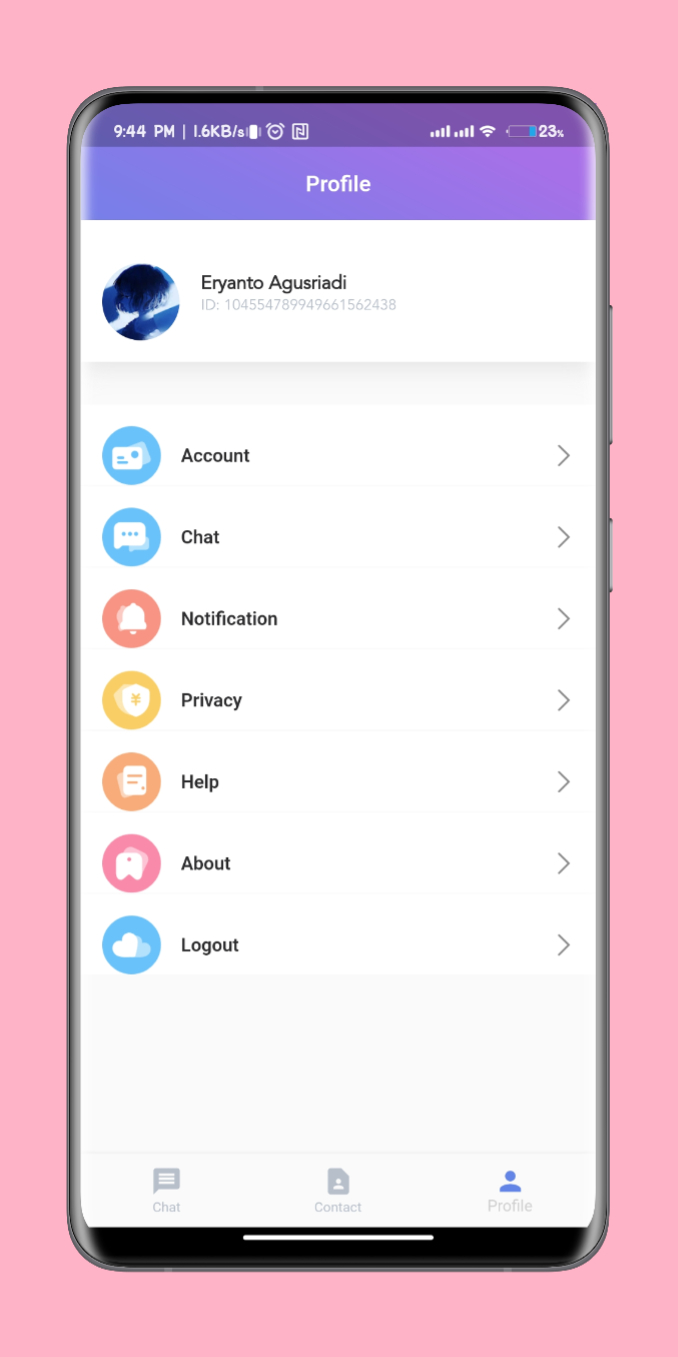 9:44 PM | 1.6KB/s 23%
Profile
Eryanto Agusriadi
ID: 104554789949661562438
Account
Chat
Notification
¥
Privacy
Help
About
Logout
Chat
Contact
Profile